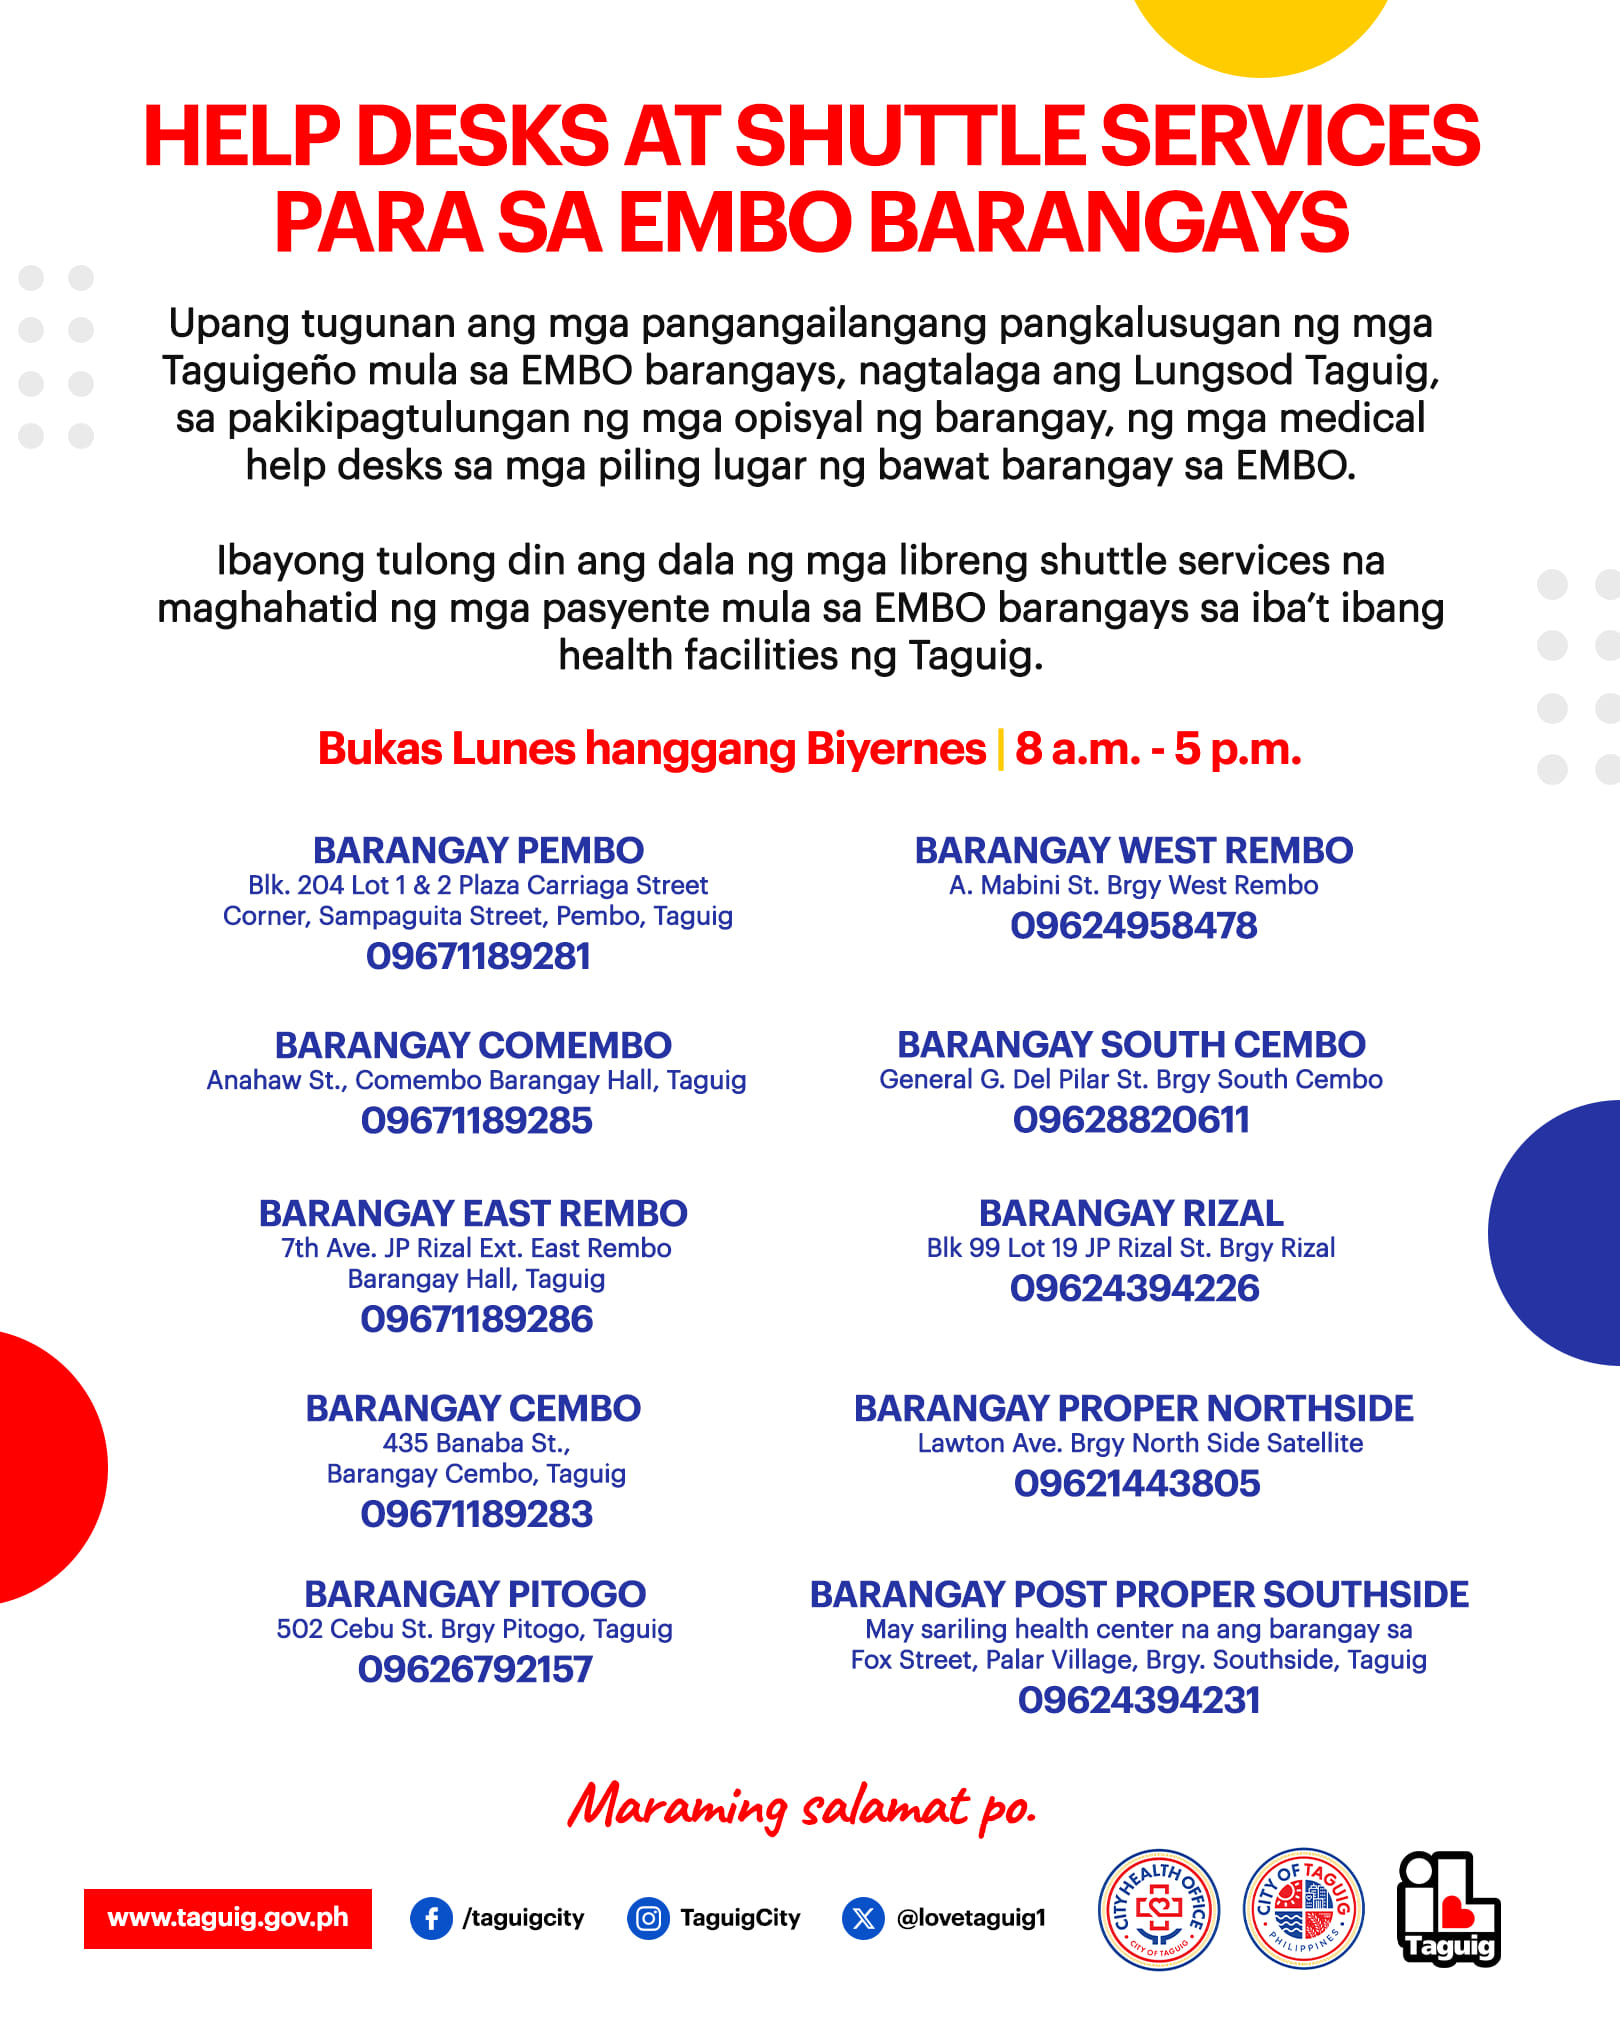 HELP DESKS AT SHUTTLE SERVICES
PARA SA EMBO BARANGAYS
Upang tugunan ang mga pangangailangang pangkalusugan ng mga
Taguigeño mula sa EMBO barangays, nagtalaga ang Lungsod Taguig,
sa pakikipagtulungan ng mga opisyal ng barangay, ng mga medical
help desks sa mga piling lugar ng bawat barangay sa EMBO.
Ibayong tulong din ang dala ng mga libreng shuttle services na
maghahatid ng mga pasyente mula sa EMBO barangays sa iba’t ibang
health facilities ng Taguig.
Bukas Lunes hanggang Biyernes | 8 a.m. - 5 p.m.
BARANGAY PEMBO
Blk. 204 Lot 1 & 2 Plaza Carriaga Street
Corner, Sampaguita Street, Pembo, Taguig
09671189281
BARANGAY COMEMBO
Anahaw St., Comembo Barangay Hall, Taguig
09671189285
BARANGAY EAST REMBO
7th Ave. JP Rizal Ext. East Rembo
Barangay Hall, Taguig
09671189286
BARANGAY CEMBO
435 Banaba St.,
Barangay Cembo, Taguig
09671189283
BARANGAY PITOGO
502 Cebu St. Brgy Pitogo, Taguig
09626792157
BARANGAY WEST REMBO
A. Mabini St. Brgy West Rembo
09624958478
BARANGAY SOUTH CEMBO
General G. Del Pilar St. Brgy South Cembo
09628820611
BARANGAY RIZAL
Blk 99 Lot 19 JP Rizal St. Brgy Rizal
09624394226
BARANGAY PROPER NORTHSIDE
Lawton Ave. Brgy North Side Satellite
09621443805
BARANGAY POST PROPER SOUTHSIDE
May sariling health center na ang barangay sa
Fox Street, Palar Village, Brgy. Southside, Taguig
09624394231
Maraming salamat po.
www.taguig.gov.ph
/taguigcity
TaguigCity
@lovetaguig1
CITY HEALTH OFFICE
• CITY OF TAGUIG •
CITY OF TAGUIG
• PHILIPPINES •
iL
Taguig